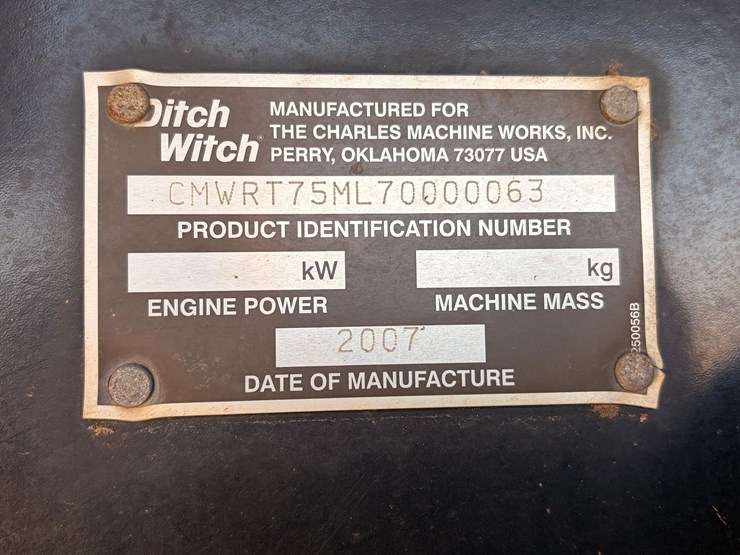 Ditch Witch
MANUFACTURED FOR
THE CHARLES MACHINE WORKS, INC.
PERRY, OKLAHOMA 73077 USA
CMWRT75ML70000063
PRODUCT IDENTIFICATION NUMBER
kW
kg
ENGINE POWER
MACHINE MASS
2007
DATE OF MANUFACTURE
250056B